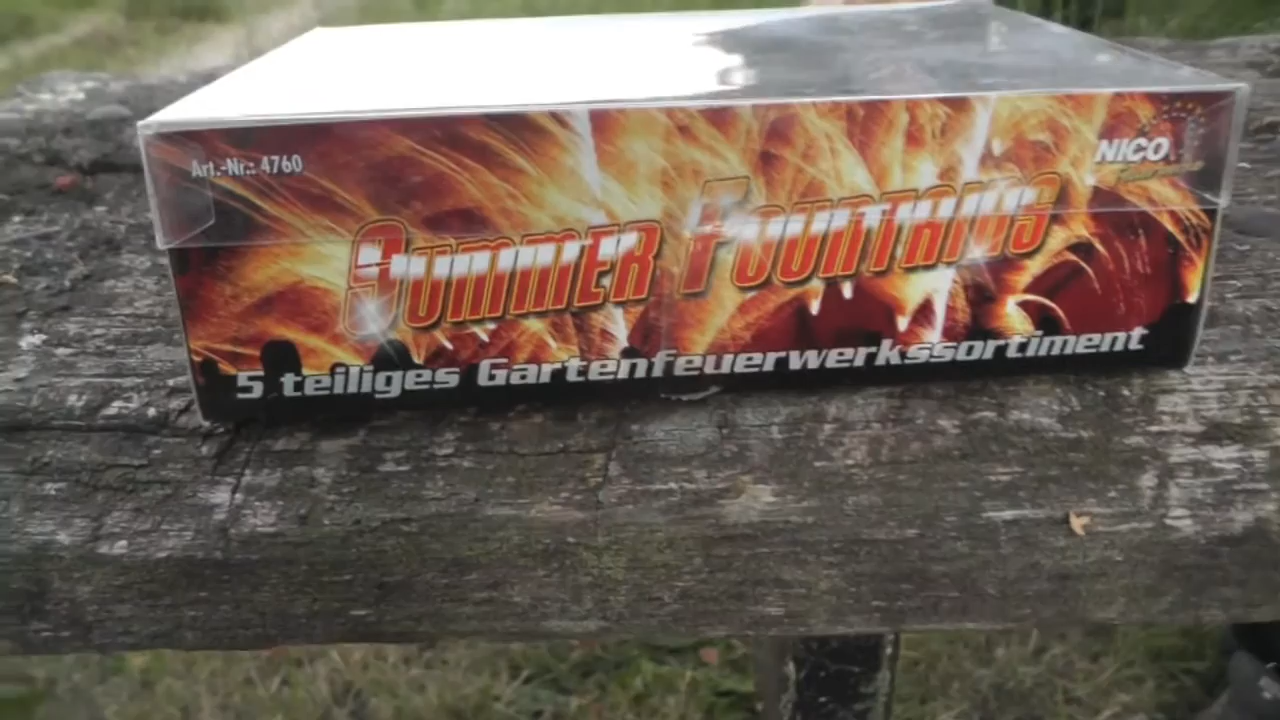 Art.-Nr.: 4760
NICO
SUMMER FOUNTAINS
5 teiliges Gartenfeuerwerkssortiment